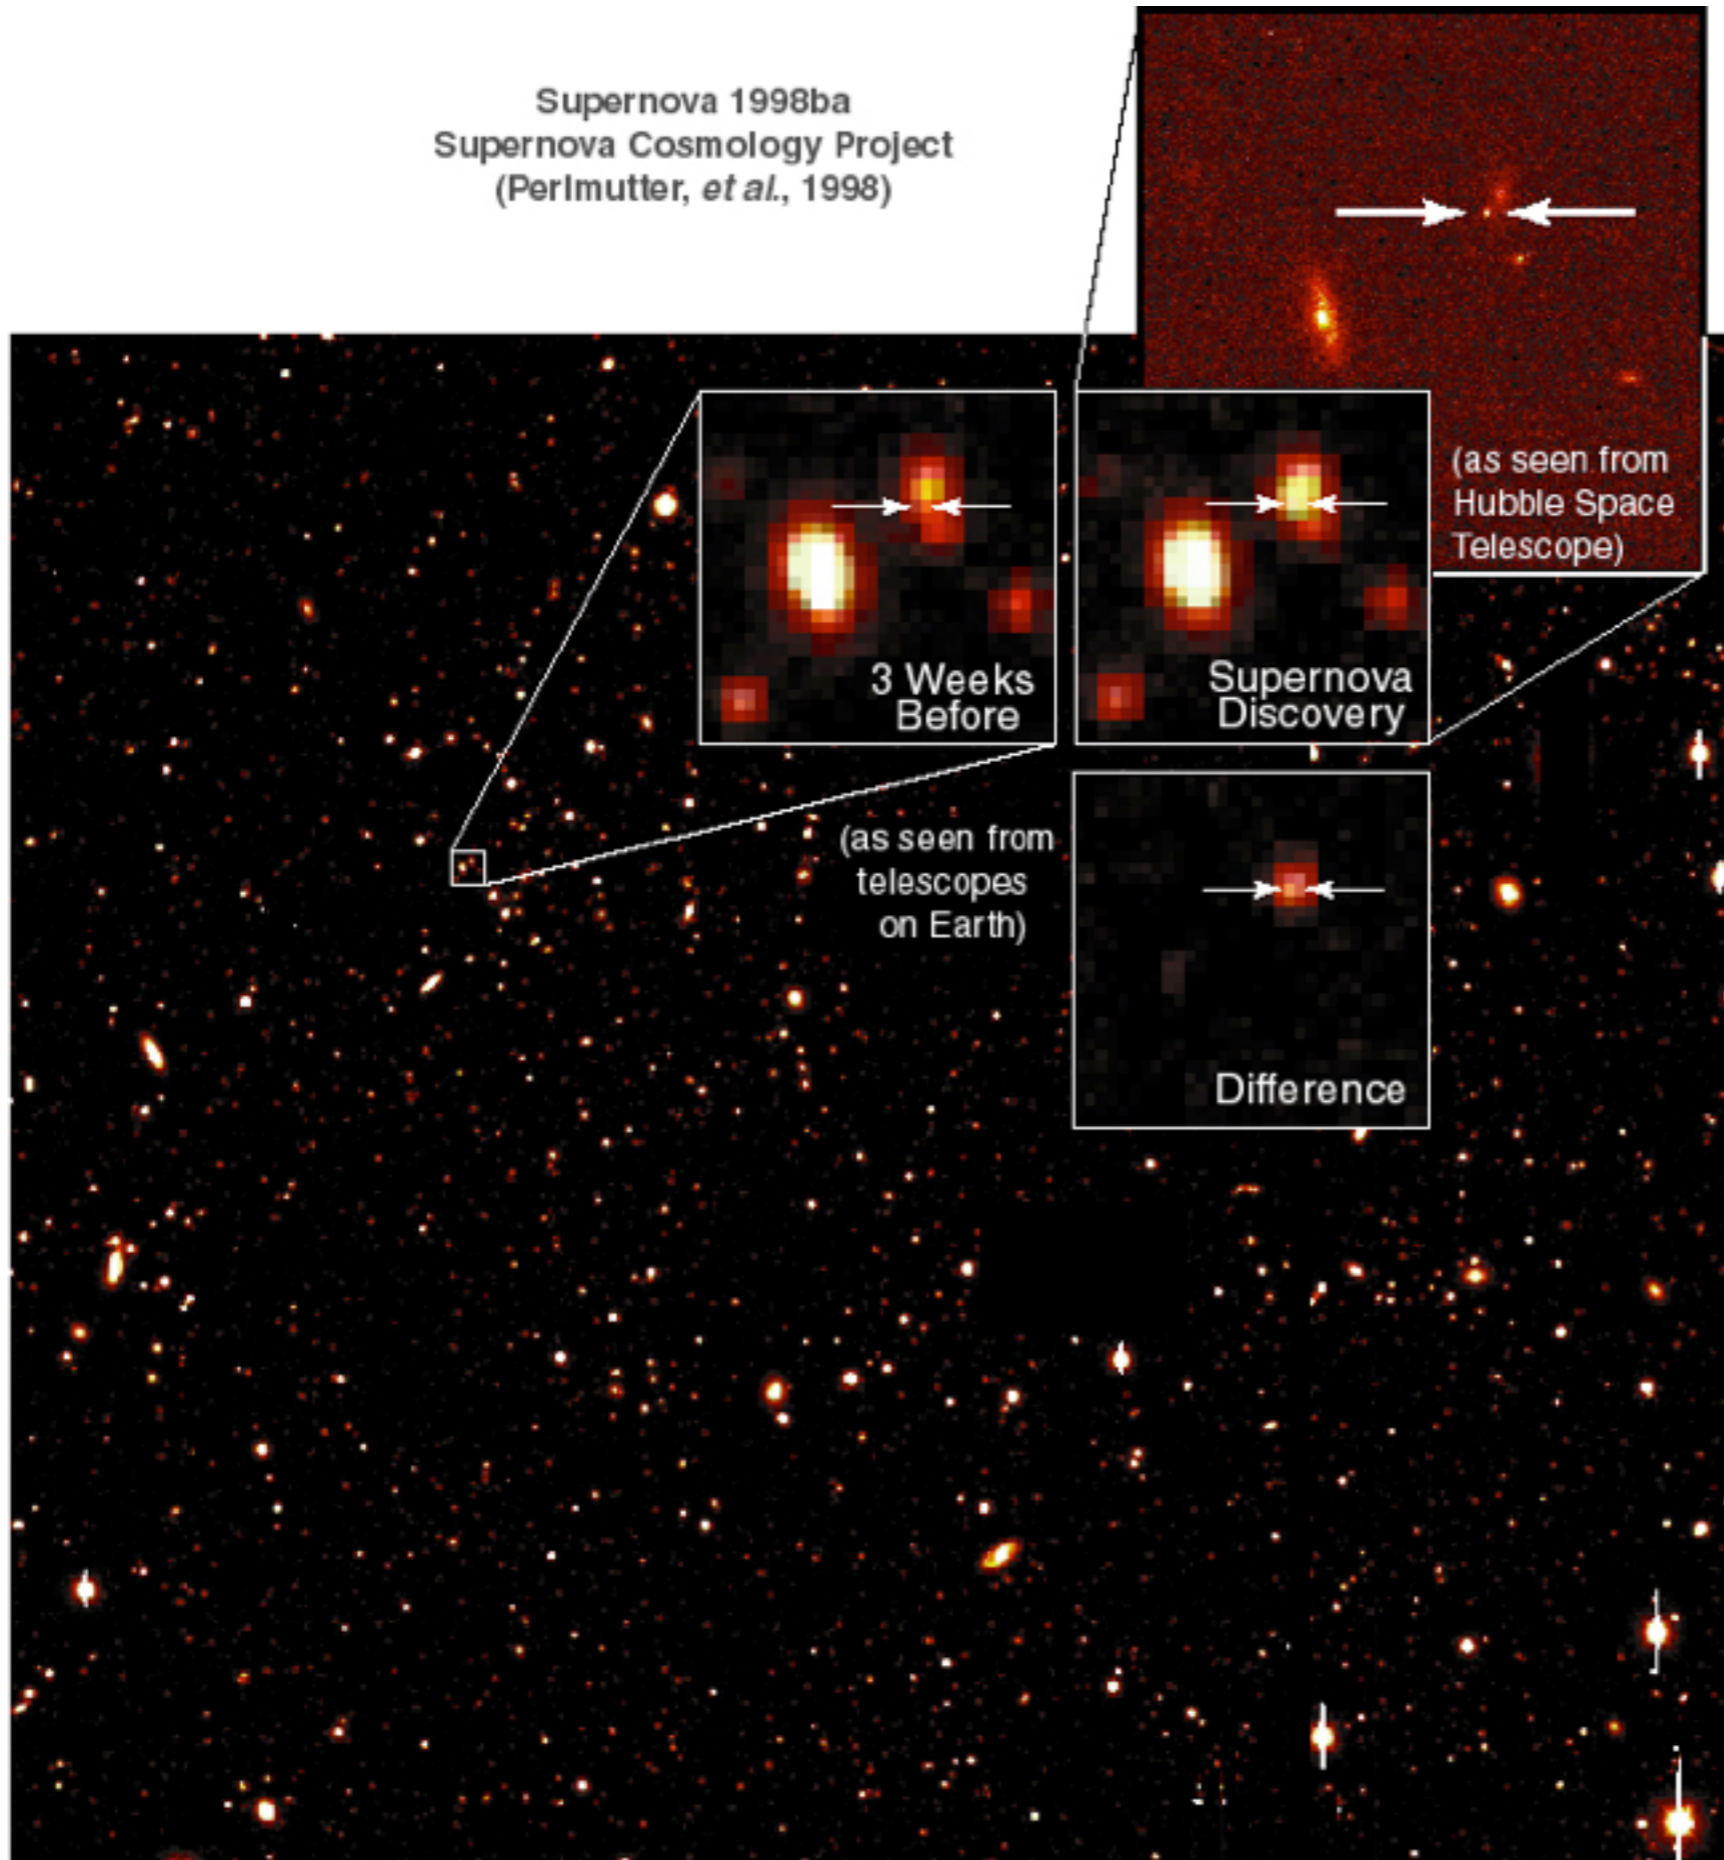 Supernova 1998ba
Supernova Cosmology Project
(Perlmutter, et al., 1998)
(as seen from
Hubble Space
Telescope)
3 Weeks
Before
Supernova
Discovery
(as seen from
telescopes
on Earth)
Difference